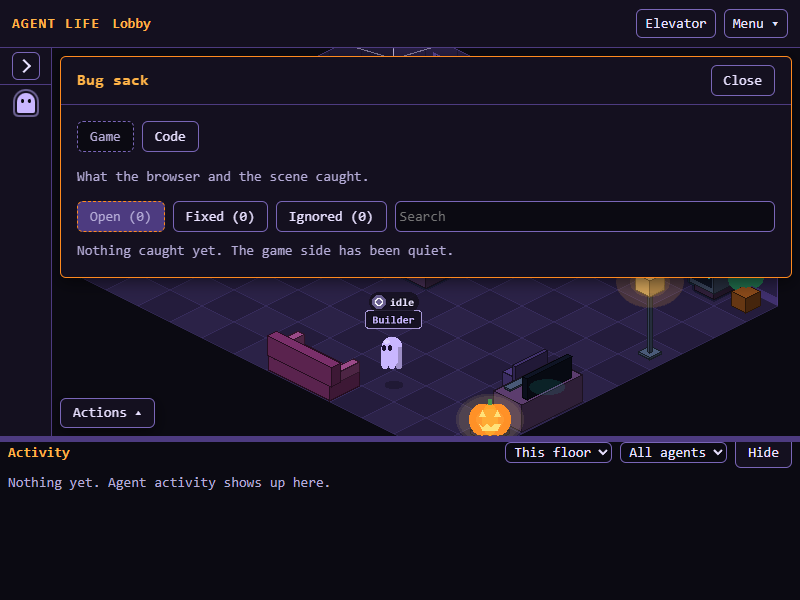 AGENT LIFE Lobby Elevator Menu ▾
Bug sack Close
Game Code
What the browser and the scene caught.
Open (0) Fixed (0) Ignored (0) Search
Nothing caught yet. The game side has been quiet.
idle
Builder
Actions ▴
Activity This floor All agents Hide
Nothing yet. Agent activity shows up here.